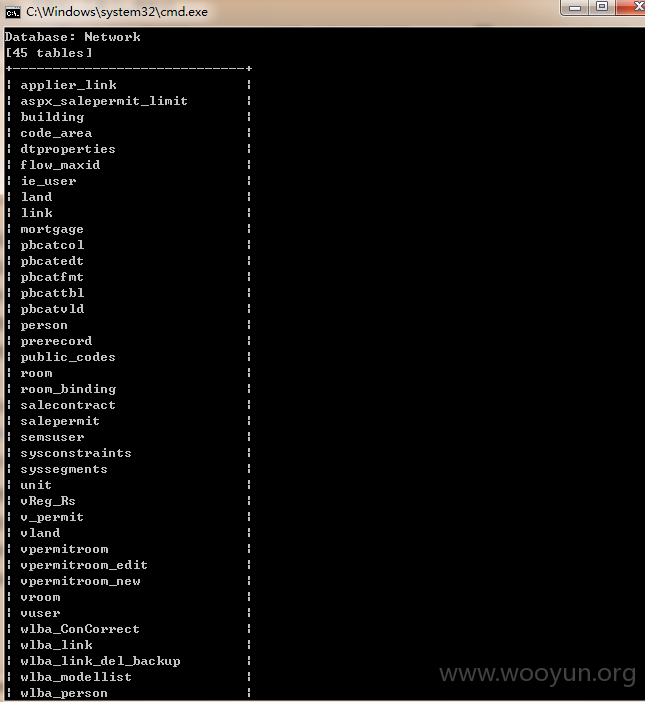 C:\Windows\system32\cmd.exe
Database: Network
[45 tables]
+-----------------------------+
| applier_link |
| aspx_salepermit_limit |
| building |
| code_area |
| dtproperties |
| flow_maxid |
| ie_user |
| land |
| link |
| mortgage |
| pbcatcol |
| pbcatedt |
| pbcatfmt |
| pbcattbl |
| pbcatvld |
| person |
| prerecord |
| public_codes |
| room |
| room_binding |
| salecontract |
| salepermit |
| semsuser |
| sysconstraints |
| syssegments |
| unit |
| vReg_Rs |
| v_permit |
| vland |
| vpermitroom |
| vpermitroom_edit |
| vpermitroom_new |
| vroom |
| vuser |
| wlba_ConCorrect |
| wlba_link |
| wlba_link_del_backup |
| wlba_modellist |
| wlba_person |
www.wooyun.org